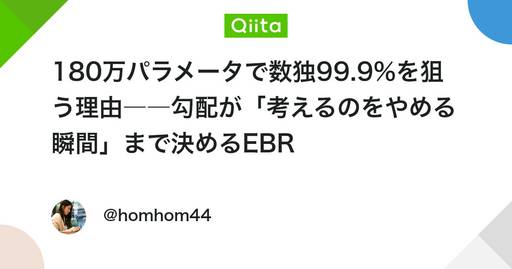 Qiita
180万パラメータで数独99.9%を狙
う理由――勾配が「考えるのをやめる
瞬間」まで決めるEBR
@homhom44